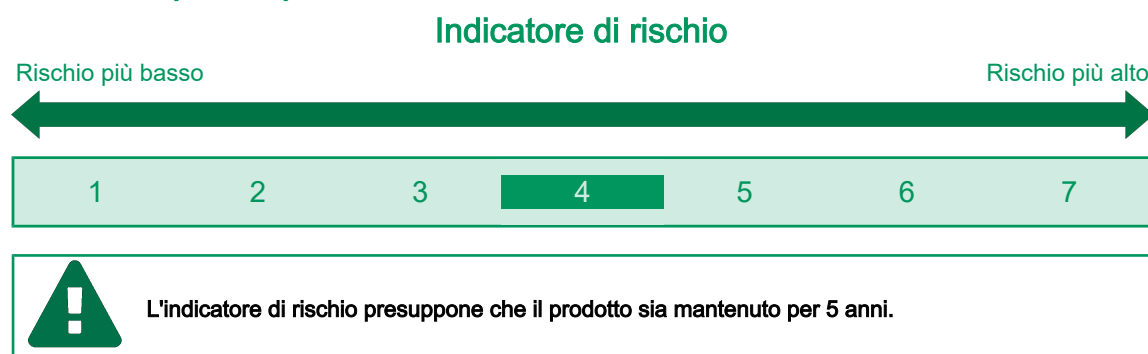 Indicatore di rischio
Rischio più basso Rischio più alto
1 2 3 4 5 6 7
L'indicatore di rischio presuppone che il prodotto sia mantenuto per 5 anni.